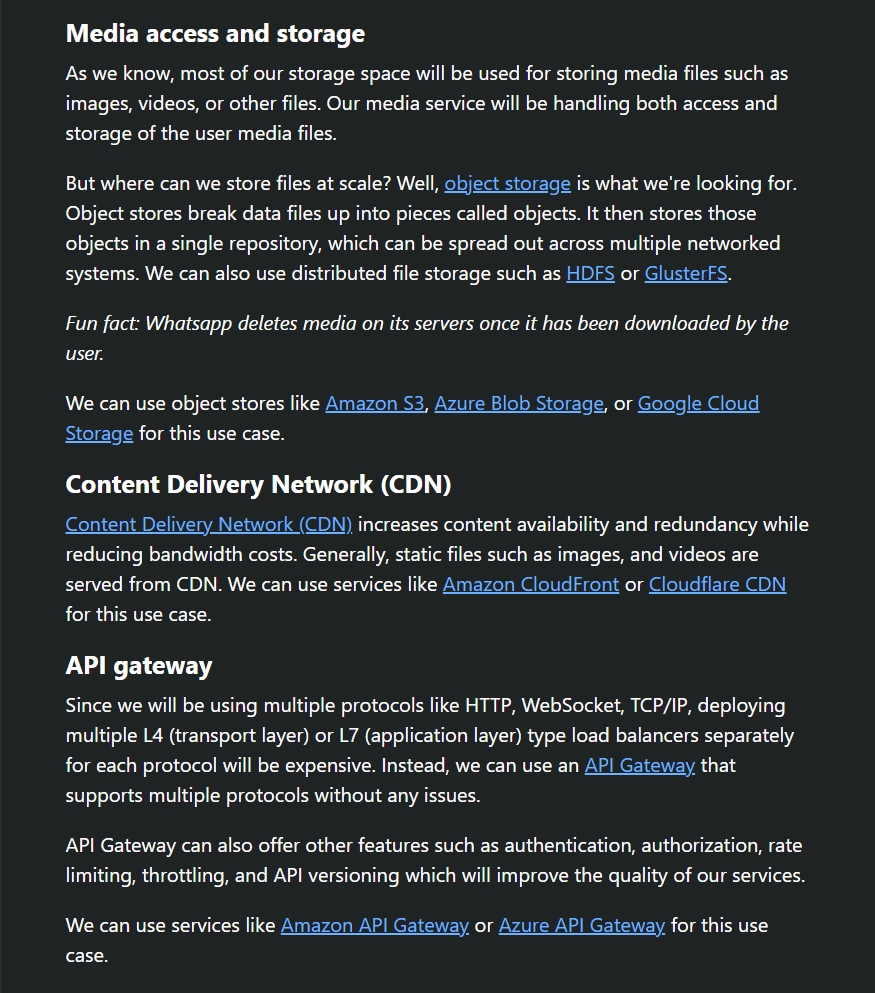 Media access and storage
As we know, most of our storage space will be used for storing media files such as
images, videos, or other files. Our media service will be handling both access and
storage of the user media files.
But where can we store files at scale? Well, object storage is what we're looking for.
Object stores break data files up into pieces called objects. It then stores those
objects in a single repository, which can be spread out across multiple networked
systems. We can also use distributed file storage such as HDFS or GlusterFS.
Fun fact: Whatsapp deletes media on its servers once it has been downloaded by the
user.
We can use object stores like Amazon S3, Azure Blob Storage, or Google Cloud
Storage for this use case.
Content Delivery Network (CDN)
Content Delivery Network (CDN) increases content availability and redundancy while
reducing bandwidth costs. Generally, static files such as images, and videos are
served from CDN. We can use services like Amazon CloudFront or Cloudflare CDN
for this use case.
API gateway
Since we will be using multiple protocols like HTTP, WebSocket, TCP/IP, deploying
multiple L4 (transport layer) or L7 (application layer) type load balancers separately
for each protocol will be expensive. Instead, we can use an API Gateway that
supports multiple protocols without any issues.
API Gateway can also offer other features such as authentication, authorization, rate
limiting, throttling, and API versioning which will improve the quality of our services.
We can use services like Amazon API Gateway or Azure API Gateway for this use
case.